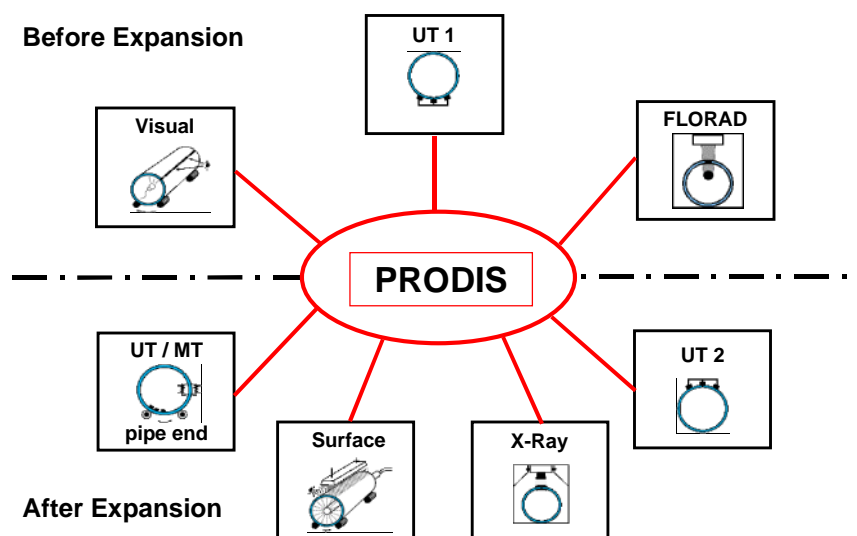 Before Expansion
UT 1
Visual
FLORAD
PRODIS
UT / MT
pipe end
UT 2
Surface
X-Ray
After Expansion